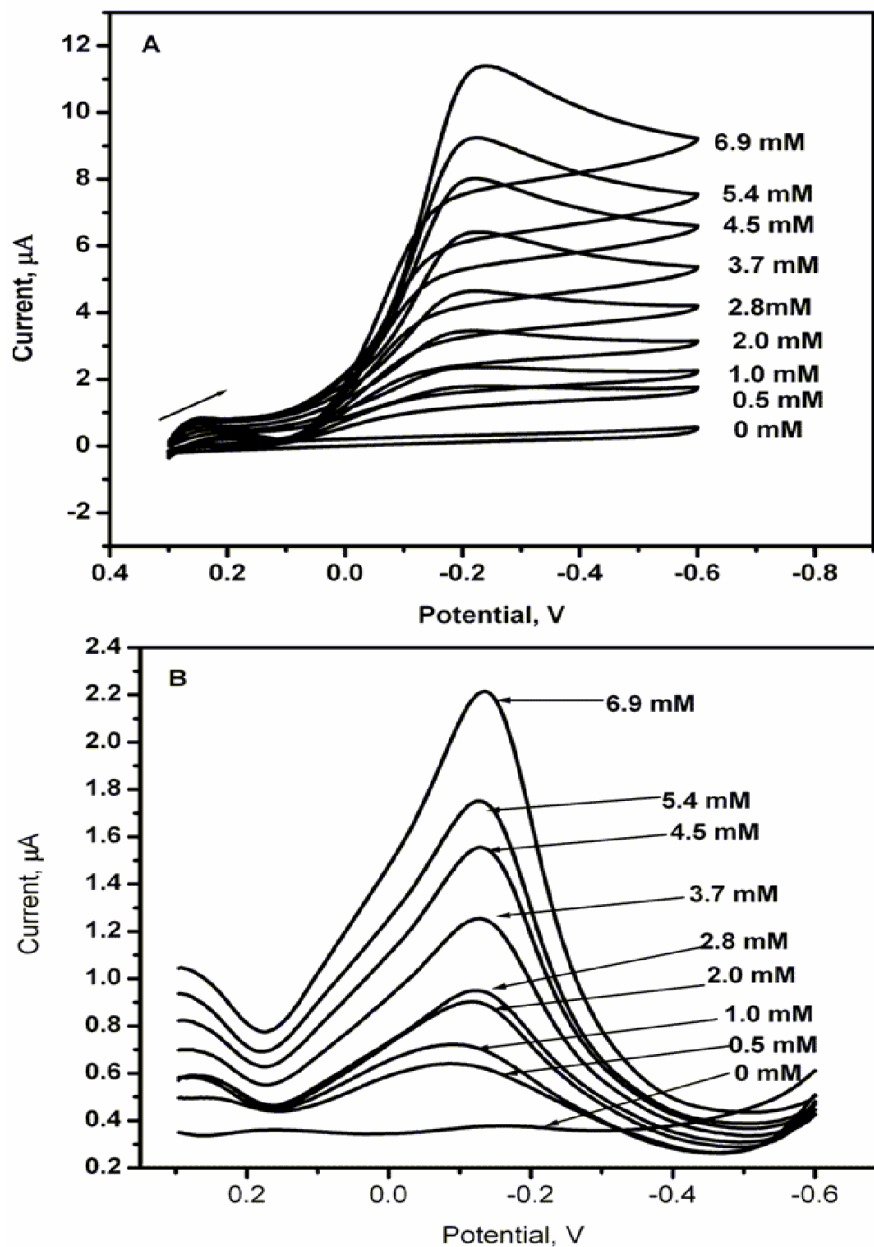 A
12
10
8
6
4
2
0
-2
Current, µA
6.9 mM
5.4 mM
4.5 mM
3.7 mM
2.8mM
2.0 mM
1.0 mM
0.5 mM
0 mM
0.4 0.2 0.0 -0.2 -0.4 -0.6 -0.8
Potential, V
B
2.4
2.2
2.0
1.8
1.6
1.4
1.2
1.0
0.8
0.6
0.4
0.2
Current, µA
6.9 mM
5.4 mM
4.5 mM
3.7 mM
2.8 mM
2.0 mM
1.0 mM
0.5 mM
0 mM
0.2 0.0 -0.2 -0.4 -0.6
Potential, V